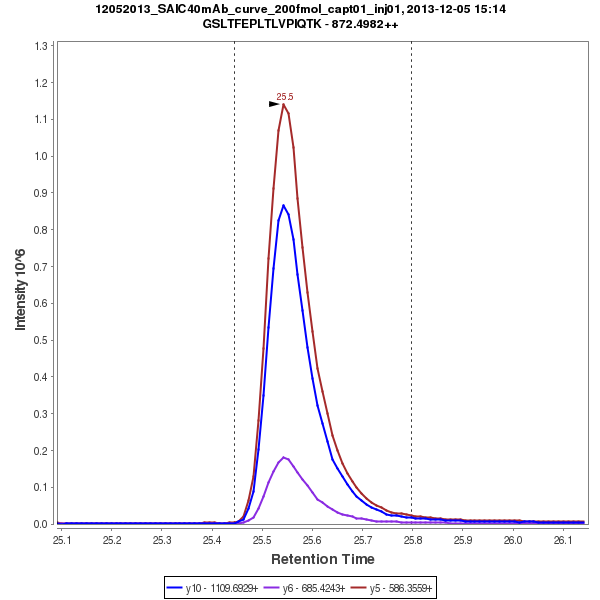 12052013_SAIC40mAb_curve_200fmol_capt01_inj01, 2013-12-05 15:14
GSLTFEPLTLVPIQTK - 872.4982++
1.3
1.2
1.1
1.0
0.9
0.8
0.7
0.6
0.5
0.4
0.3
0.2
0.1
0.0
Intensity 10^6
25.5
25.1 25.2 25.3 25.4 25.5 25.6 25.7 25.8 25.9 26.0 26.1
Retention Time
y10 - 1109.6929+ y6 - 685.4243+ y5 - 586.3559+